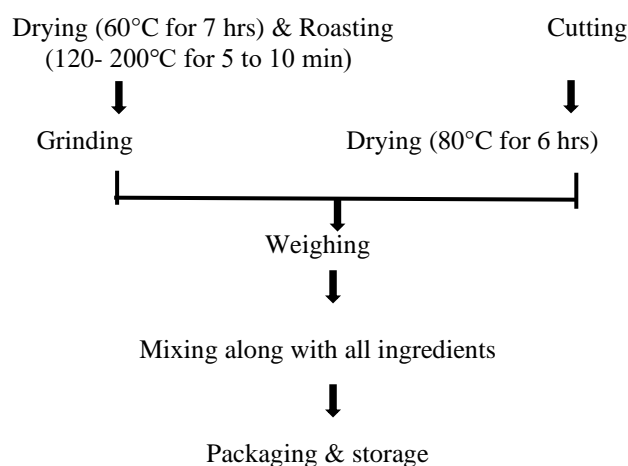 Drying (60°C for 7 hrs) & Roasting
(120- 200℃ for 5 to 10 min)
Cutting
Grinding
Drying (80°C for 6 hrs)
Weighing
Mixing along with all ingredients
Packaging & storage